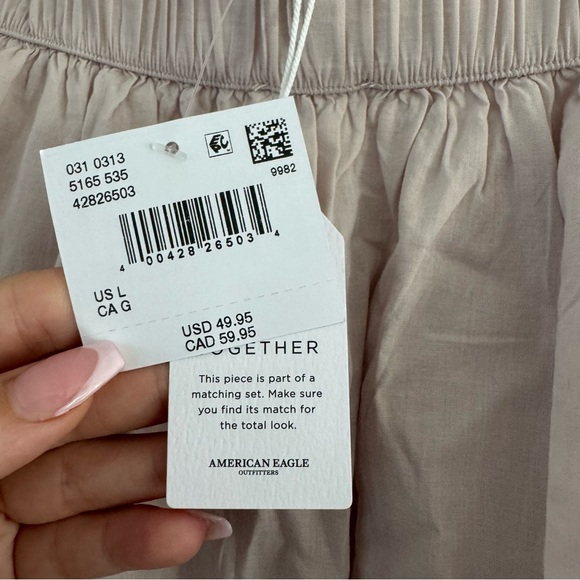 031 0313
5165 535
42826503
9982
4 00428 26503 4
US L
CA G
USD 49.95
CAD 59.95
OGETHER
This piece is part of a
matching set. Make sure
you find its match for
the total look.
AMERICAN EAGLE
OUTFITTERS